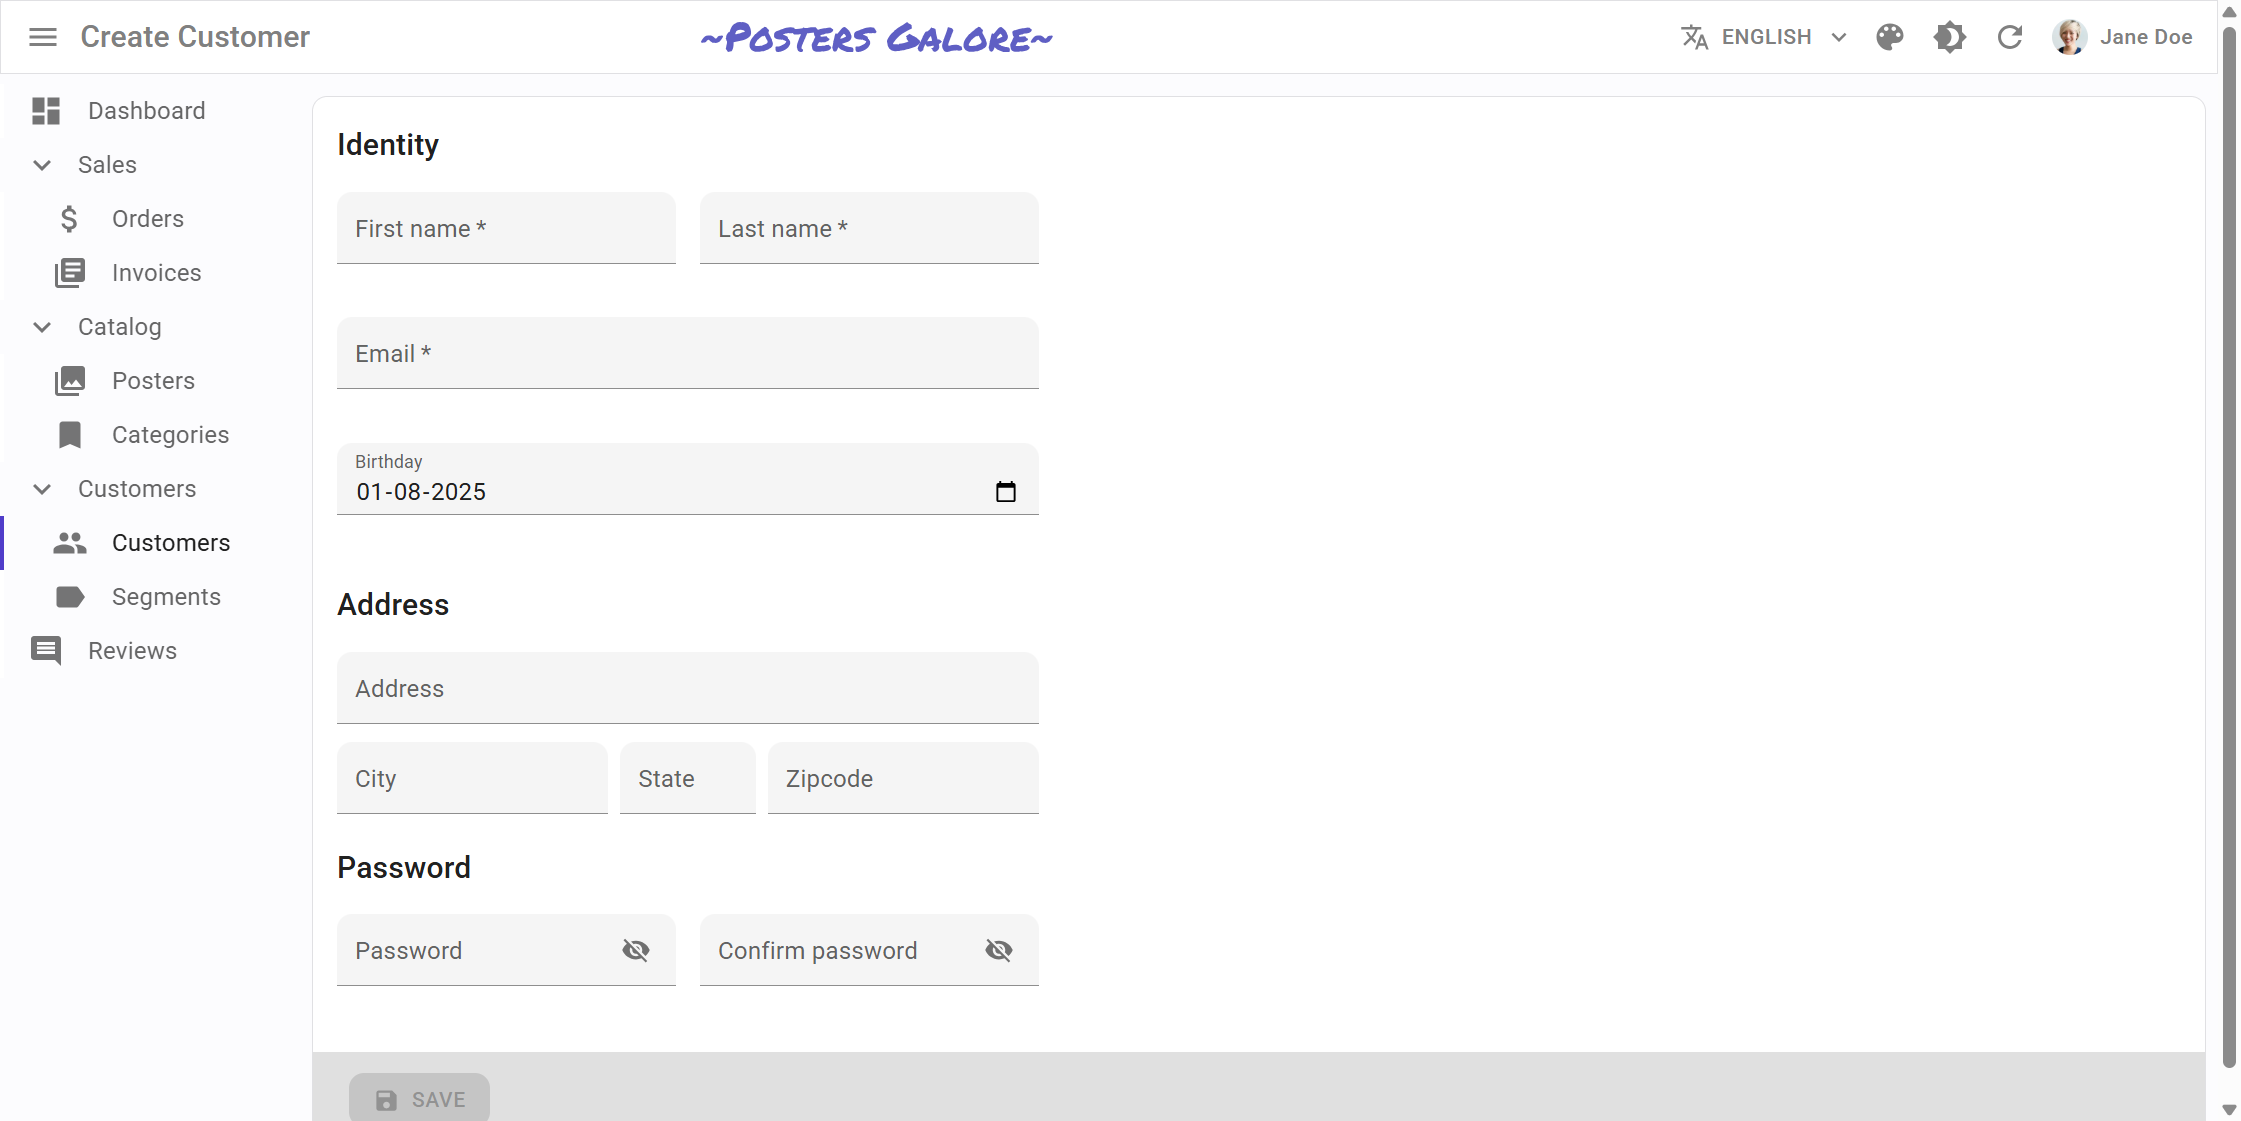 Create Customer
~Posters Galore~
ENGLISH
Jane Doe
Dashboard
Sales
Orders
Invoices
Catalog
Posters
Categories
Customers
Customers
Segments
Reviews
Identity
First name *
Last name *
Email *
Birthday
01-08-2025
Address
Address
City
State
Zipcode
Password
Password
Confirm password
SAVE